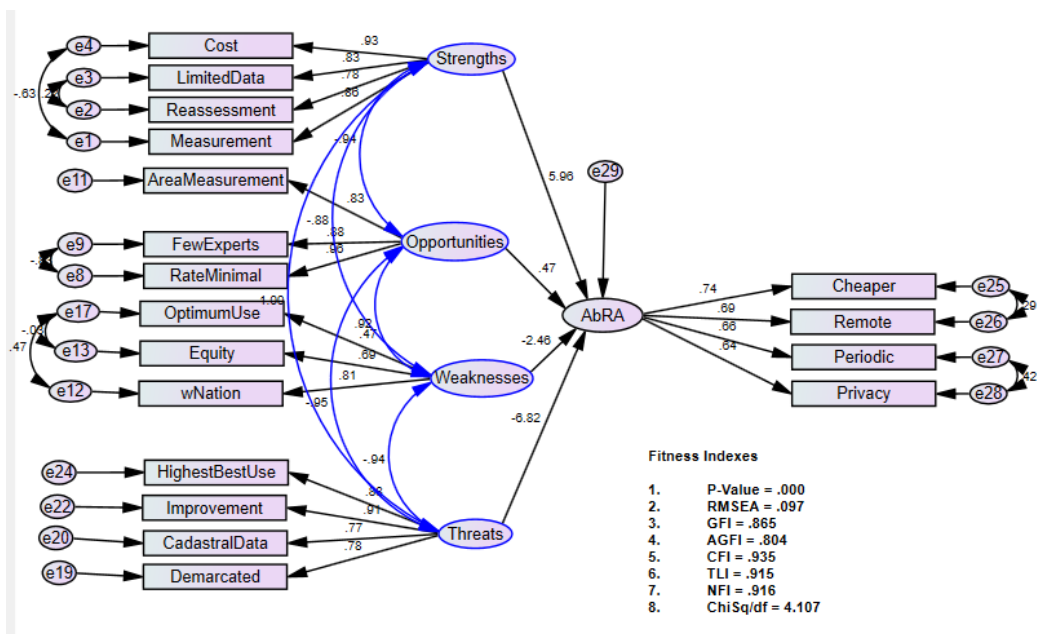 e4 Cost .93 Strengths
e3 LimitedData .83
-.63
e2 Reassessment .78
e1 Measurement .86
-.94
e11 AreaMeasurement .83
5.96 e29
-.88
e9 FewExperts .88 Opportunities
e8 RateMinimal .96
.47
e17 OptimumUse
1.00
-.03
.47
e13 Equity .92
.47
.69
e12 wNation .81 Weaknesses
-2.46
AbRA
.74 Cheaper e25
.69 Remote e26 .29
.66 Periodic e27
.64 Privacy e28 .42
-.95
-6.82
-.94
e24 HighestBestUse
e22 Improvement .91
e20 CadastralData .77 Threats
e19 Demarcated .78
Fitness Indexes
1. P-Value = .000
2. RMSEA = .097
3. GFI = .865
4. AGFI = .804
5. CFI = .935
6. TLI = .915
7. NFI = .916
8. ChiSq/df = 4.107